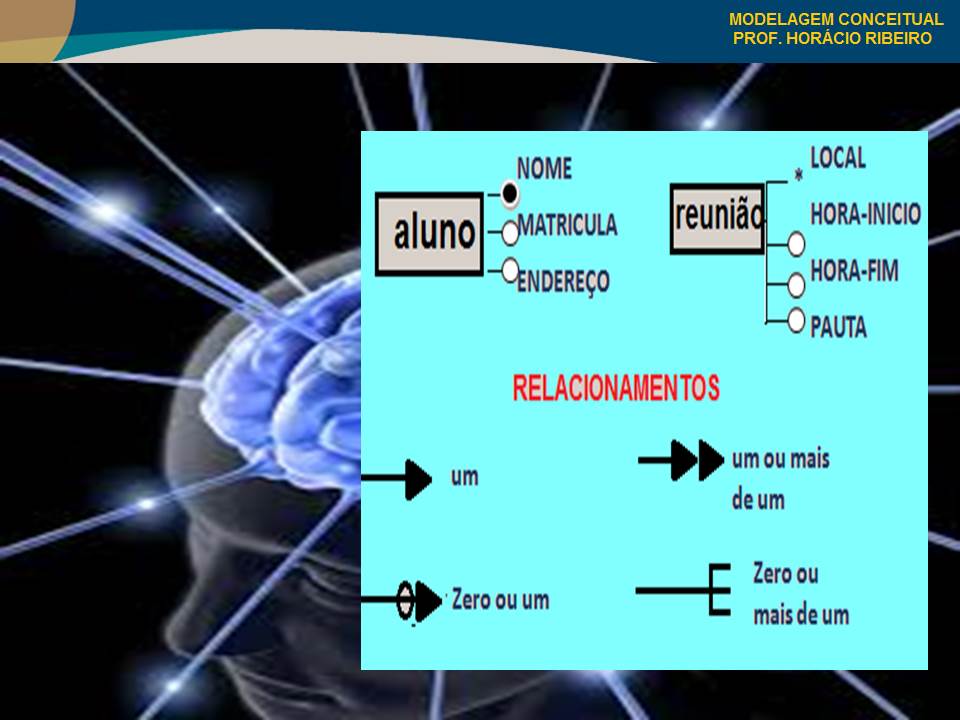 MODELAGEM CONCEITUAL
PROF. HORÁCIO RIBEIRO
aluno
NOME
MATRICULA
ENDEREÇO
reunião
* LOCAL
HORA-INICIO
HORA-FIM
PAUTA
RELACIONAMENTOS
um
um ou mais
de um
Zero ou um
Zero ou
mais de um